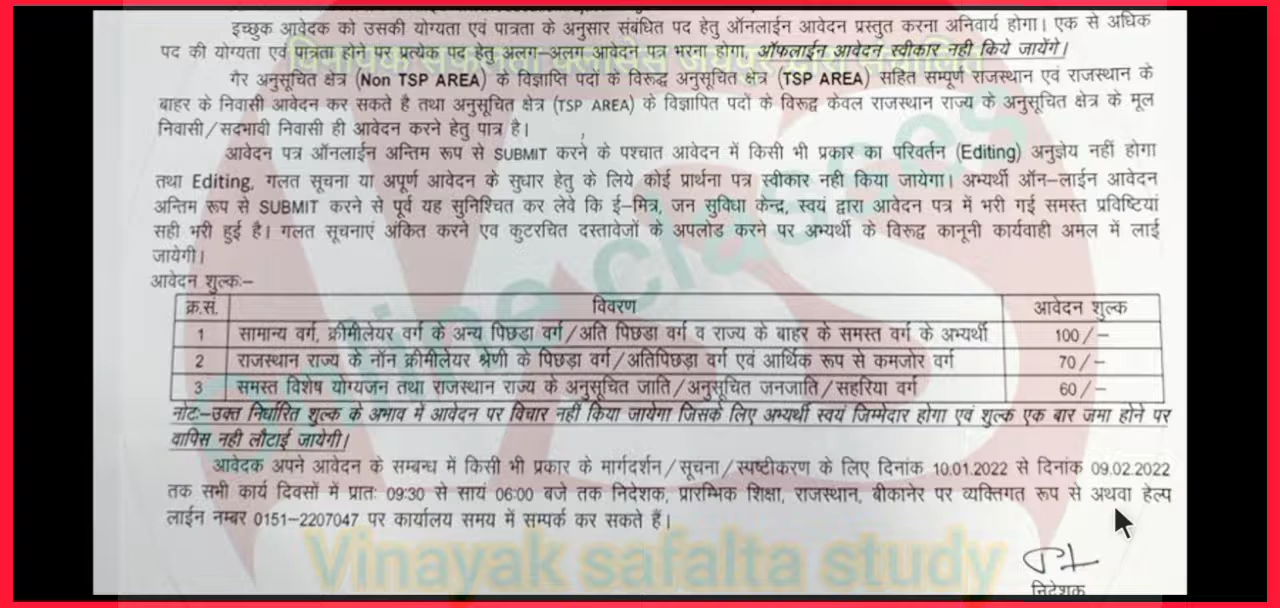 इच्छुक आवेदक को उसकी योग्यता एवं पात्रता के अनुसार संबंधित पद हेतु ऑनलाईन आवेदन प्रस्तुत करना अनिवार्य होगा। एक से अधिक
पद की योग्यता एवं पात्रता होने पर प्रत्येक पद हेतु अलग–अलग आवेदन पत्र भरना होगा, ऑफलाईन आवेदन स्वीकार नही किये जायेंगे।
गैर अनुसूचित क्षेत्र (Non TSP AREA) के विज्ञाप्ति पदों के विरूद्ध अनुसूचित क्षेत्र (TSP AREA) सहित सम्पूर्ण राजस्थान एवं राजस्थान के
बाहर के निवासी आवेदन कर सकते है तथा अनुसूचित क्षेत्र (TSP AREA) के विज्ञापित पदों के विरूद्ध केवल राजस्थान राज्य के अनुसूचित क्षेत्र के मूल
निवासी/सदभावी निवासी ही आवेदन करने हेतु पात्र है।
आवेदन पत्र ऑनलाईन अन्तिम रूप से SUBMIT करने के पश्चात आवेदन में किसी भी प्रकार का परिवर्तन (Editing) अनुज्ञेय नहीं होगा
तथा Editing, गलत सूचना या अपूर्ण आवेदन के सुधार हेतु के लिये कोई प्रार्थना पत्र स्वीकार नही किया जायेगा। अभ्यर्थी ऑन–लाईन आवेदन
अन्तिम रूप से SUBMIT करने से पूर्व यह सुनिश्चित कर लेवे कि ई–मित्र, जन सुविधा केन्द्र, स्वयं द्वारा आवेदन पत्र में भरी गई समस्त प्रविष्टियां
सही भरी हुई है। गलत सूचनाएं अंकित करने एव कुटरचित दस्तावेजों के अपलोड करने पर अभ्यर्थी के विरूद्ध कानूनी कार्यवाही अमल में लाई
जायेगी।
आवेदन शुल्कः–
क्र.सं. विवरण आवेदन शुल्क
1 सामान्य वर्ग, क्रीमीलेयर वर्ग के अन्य पिछडा वर्ग/अति पिछडा वर्ग व राज्य के बाहर के समस्त वर्ग के अभ्यर्थी 100/–
2 राजस्थान राज्य के नॉन क्रीमीलेयर श्रेणी के पिछड़ा वर्ग/अतिपिछड़ा वर्ग एवं आर्थिक रूप से कमजोर वर्ग 70/–
3 समस्त विशेष योग्यजन तथा राजस्थान राज्य के अनुसूचित जाति/अनुसूचित जनजाति/सहरिया वर्ग 60/–
नोटः–उक्त निर्धारित शुल्क के अभाव में आवेदन पर विचार नहीं किया जायेगा जिसके लिए अभ्यर्थी स्वयं जिम्मेदार होगा एवं शुल्क एक बार जमा होने पर
वापिस नही लौटाई जायेगी।
आवेदक अपने आवेदन के सम्बन्ध में किसी भी प्रकार के मार्गदर्शन/सूचना/स्पष्टीकरण के लिए दिनांक 10.01.2022 से दिनांक 09.02.2022
तक सभी कार्य दिवसों में प्रातः 09:30 से सायं 06:00 बजे तक निदेशक, प्रारम्भिक शिक्षा, राजस्थान, बीकानेर पर व्यक्तिगत रूप से अथवा हेल्प
लाईन नम्बर 0151–2207047 पर कार्यालय समय में सम्पर्क कर सकते हैं।
निदेशक
विनायक सफलता क्लासेस जयपुर द्वारा संचालित
VS
online classes
Vinayak safalta study